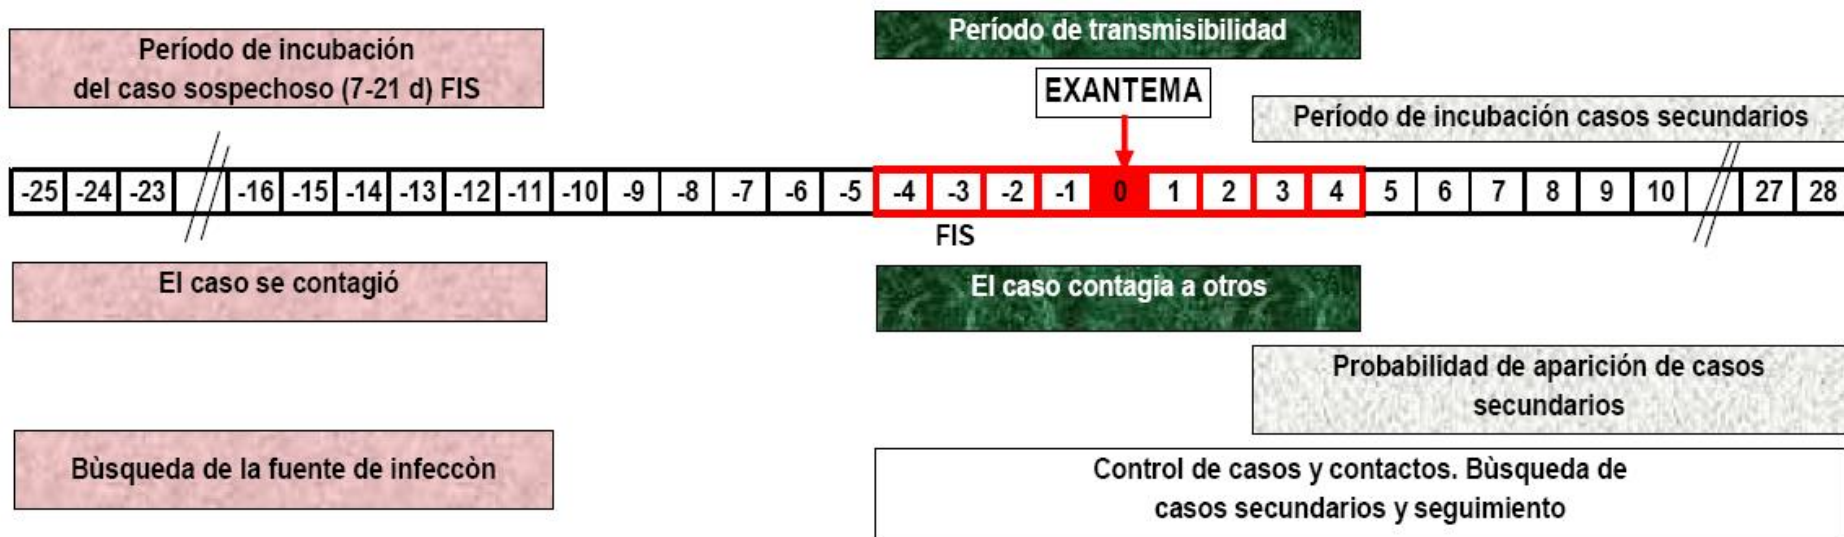 Período de incubación
del caso sospechoso (7-21 d) FIS
Período de transmisibilidad
EXANTEMA
Período de incubación casos secundarios
-25 -24 -23 -16 -15 -14 -13 -12 -11 -10 -9 -8 -7 -6 -5 -4 -3 -2 -1 0 1 2 3 4 5 6 7 8 9 10 27 28
FIS
El caso se contagió
El caso contagia a otros
Probabilidad de aparición de casos
secundarios
Bùsqueda de la fuente de infeccòn
Control de casos y contactos. Bùsqueda de
casos secundarios y seguimiento